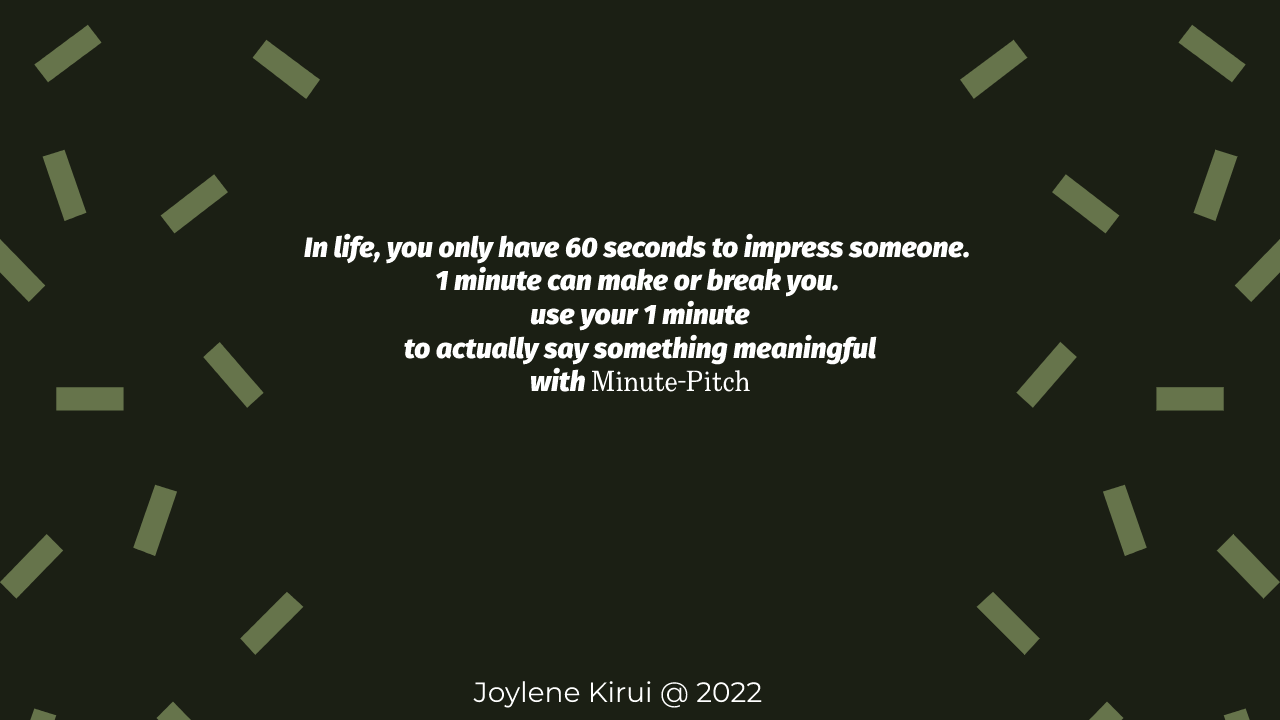 In life, you only have 60 seconds to impress someone.
1 minute can make or break you.
use your 1 minute
to actually say something meaningful
with Minute-Pitch
Joylene Kirui @ 2022